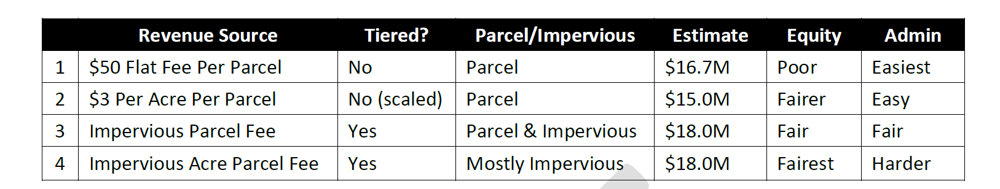 Revenue Source Tiered? Parcel/Impervious Estimate Equity Admin
1 $50 Flat Fee Per Parcel No Parcel $16.7M Poor Easiest
2 $3 Per Acre Per Parcel No (scaled) Parcel $15.0M Fairer Easy
3 Impervious Parcel Fee Yes Parcel & Impervious $18.0M Fair Fair
4 Impervious Acre Parcel Fee Yes Mostly Impervious $18.0M Fairest Harder